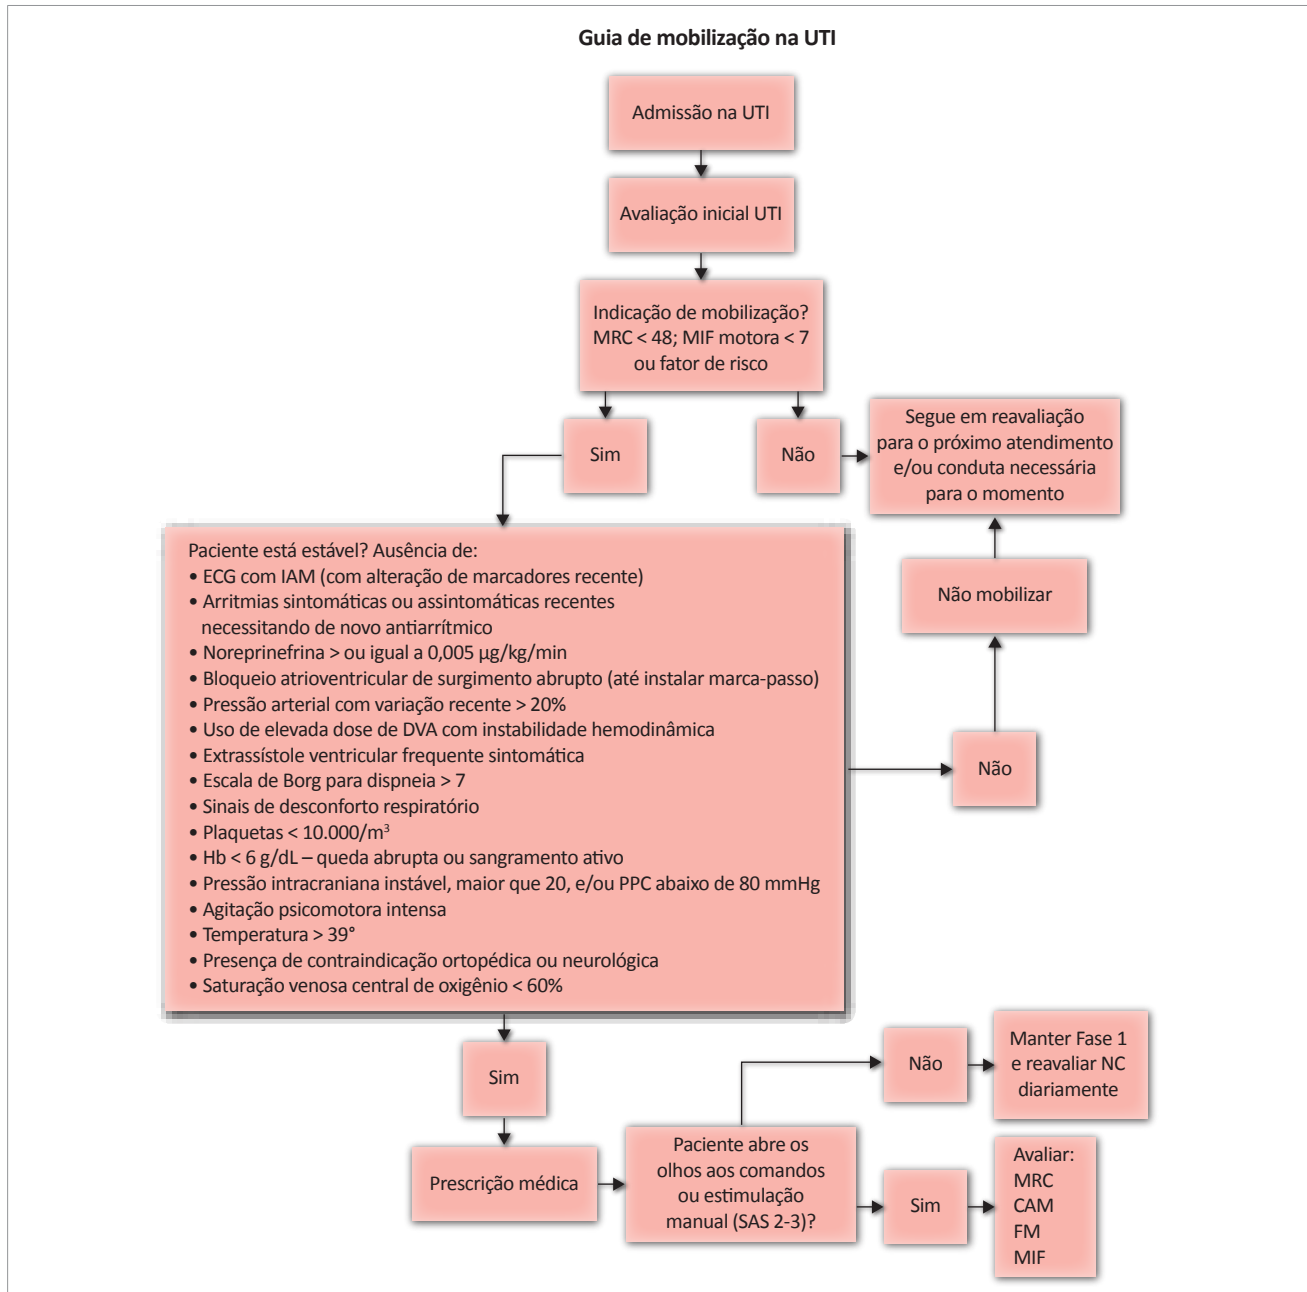 Guia de mobilização na UTI
Admissão na UTI
Avaliação inicial UTI
Indicação de mobilização?
MRC < 48; MIF motora < 7
ou fator de risco
Sim
Não
Segue em reavaliação
para o próximo atendimento
e/ou conduta necessária
para o momento
Não mobilizar
Não
Paciente está estável? Ausência de:
• ECG com IAM (com alteração de marcadores recente)
• Arritmias sintomáticas ou assintomáticas recentes
necessitando de novo antiarrítmico
• Noreprinefrina > ou igual a 0,005 µg/kg/min
• Bloqueio atrioventricular de surgimento abrupto (até instalar marca-passo)
• Pressão arterial com variação recente > 20%
• Uso de elevada dose de DVA com instabilidade hemodinâmica
• Extrassístole ventricular frequente sintomática
• Escala de Borg para dispneia > 7
• Sinais de desconforto respiratório
• Plaquetas < 10.000/m³
• Hb < 6 g/dL – queda abrupta ou sangramento ativo
• Pressão intracraniana instável, maior que 20, e/ou PPC abaixo de 80 mmHg
• Agitação psicomotora intensa
• Temperatura > 39°
• Presença de contraindicação ortopédica ou neurológica
• Saturação venosa central de oxigênio < 60%
Sim
Prescrição médica
Paciente abre os
olhos aos comandos
ou estimulação
manual (SAS 2-3)?
Não
Manter Fase 1
e reavaliar NC
diariamente
Sim
Avaliar:
MRC
CAM
FM
MIF